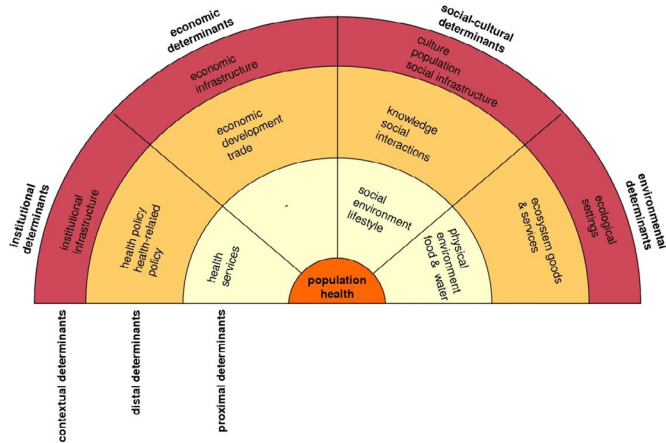 economic
determinants
social-cultural
determinants
institutional
determinants
environmental
determinants
economic
infrastructure
culture
population
social infrastructure
institutional
infrastructure
ecological
settings
economic
development
trade
knowledge
social
interactions
health policy
health-related
policy
ecosystem goods
& services
-
social
environment
lifestyle
health
services
physical
environment
food & water
population
health
contextual determinants
distal determinants
proximal determinants